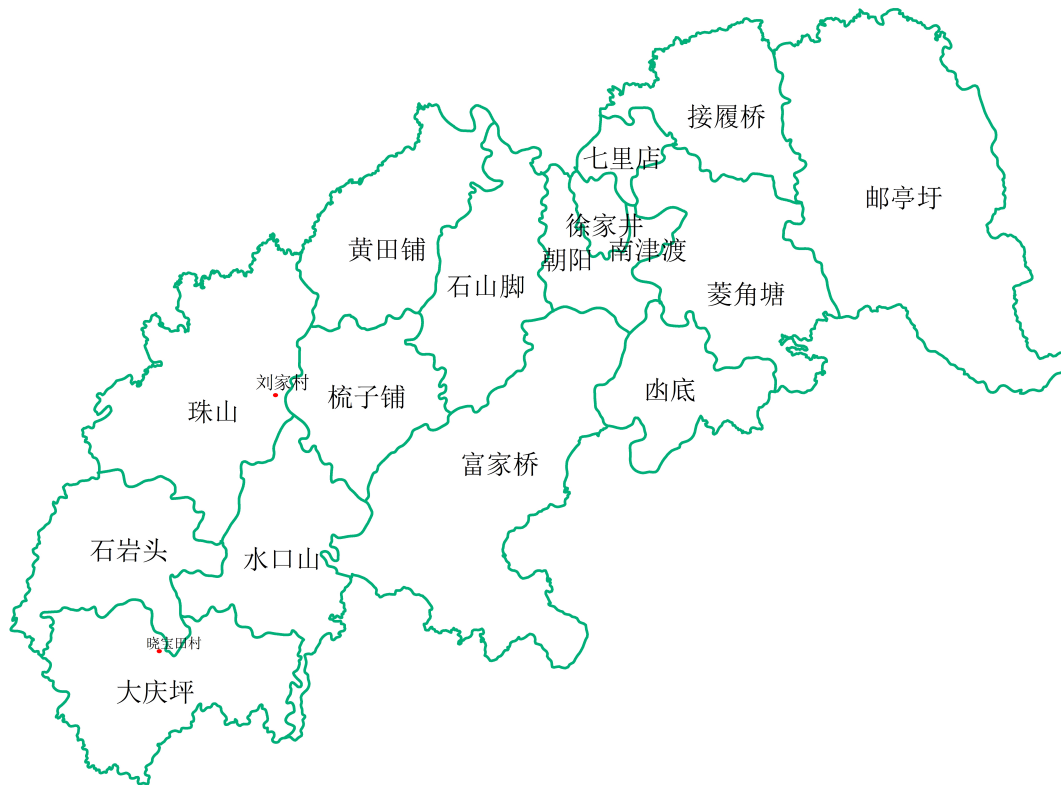 接履桥
七里店
邮亭圩
徐家井
黄田铺
南津渡
朝阳
石山脚
菱角塘
刘家村
梳子铺
凼底
珠山
富家桥
石岩头
水口山
晓宝田村
大庆坪